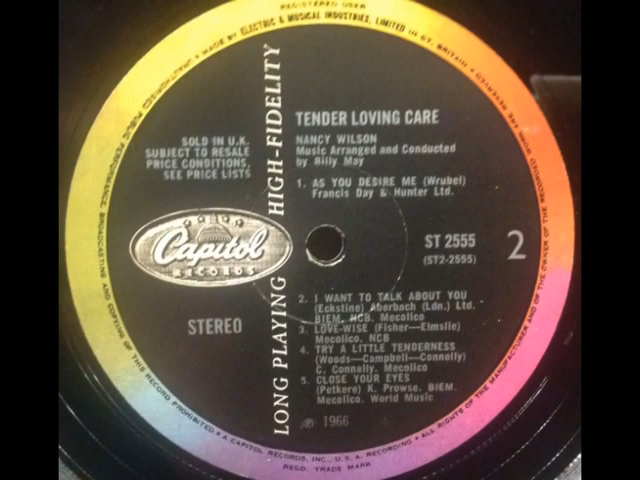 REGISTERED USER
MADE BY ELECTRIC & MUSICAL INDUSTRIES, LIMITED IN GT. BRITAIN • ALL RIGHTS OF THE MANUFACTURER AND OF THE OWNER OF THE RECORDED WORK RESERVED
UNAUTHORISED PUBLIC PERFORMANCE, BROADCASTING AND COPYING OF THIS RECORD PROHIBITED •
A CAPITOL RECORDS, INC., U.S.A. RECORDING •
REGD. TRADE MARK
LONG PLAYING HIGH-FIDELITY
TENDER LOVING CARE
NANCY WILSON
Music Arranged and Conducted
by Billy May
SOLD IN U.K.
SUBJECT TO RESALE
PRICE CONDITIONS,
SEE PRICE LISTS
1. AS YOU DESIRE ME (Wrubel)
Francis Day & Hunter Ltd.
Capitol
RECORDS
ST 2555
(ST2-2555)
2
STEREO
2. I WANT TO TALK ABOUT YOU
(Eckstine) Aberbach (Ldn.) Ltd.
BIEM. NCB. Mecolico
3. LOVE-WISE (Fisher—Elmslie)
Mecolico. NCB
4. TRY A LITTLE TENDERNESS
(Woods—Campbell—Connelly)
C. Connelly. Mecolico
5. CLOSE YOUR EYES
(Petkere) K. Prowse. BIEM.
Mecolico. World Music
℗ 1966